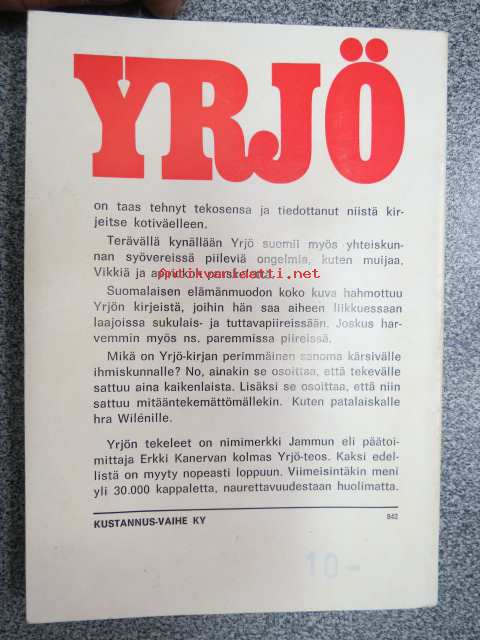 YRJÖ
on taas tehnyt tekosensa ja tiedottanut niistä kir-
jeitse kotiväelleen.
Terävällä kynällään Yrjö suomii myös yhteiskun-
nan syövereissä piileviä ongelmia, kuten muijaa,
Vikkiä ja
Suomalaisen elämänmuodon koko kuva hahmottuu
Yrjön kirjeistä, joihin hän saa aiheen liikkuessaan
laajoissa sukulais- ja tuttavapiireissään. Joskus har-
vemmin myös ns. paremmissa piireissä.
Mikä on Yrjö-kirjan perimmäinen sanoma kärsivälle
ihmiskunnalle? No, ainakin se osoittaa, että tekevälle
sattuu aina kaikenlaista. Lisäksi se osoittaa, että niin
sattuu mitääntekemättömällekin. Kuten patalaiskalle
hra Wilénille.
Yrjön tekeleet on nimimerkki Jammun eli päätoi-
mittaja Erkki Kanervan kolmas Yrjö-teos. Kaksi edel-
listä on myyty nopeasti loppuun. Viimeisintäkin meni
yli 30.000 kappaletta, naurettavuudestaan huolimatta.
KUSTANNUS-VAIHE KY 842
10-